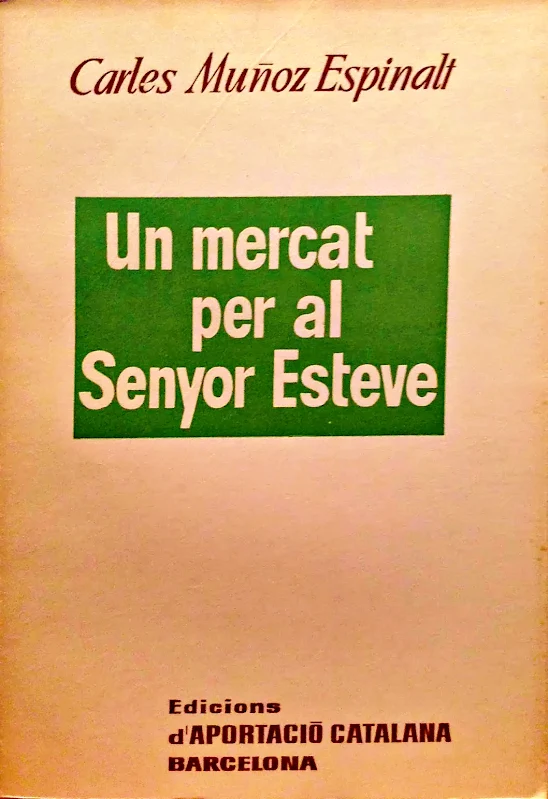 Carles Muñoz Espinalt
Un mercat
per al
Senyor Esteve
Edicions
d'APORTACIÓ CATALANA
BARCELONA